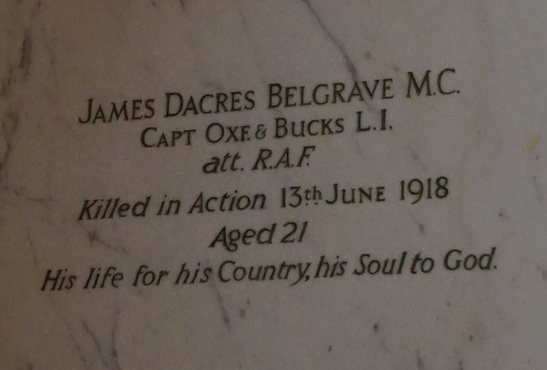 JAMES DACRES BELGRAVE M.C.
CAPT OXF. & BUCKS L.I.
att. R.A.F.
Killed in Action 13th JUNE 1918
Aged 21
His life for his Country, his Soul to God.